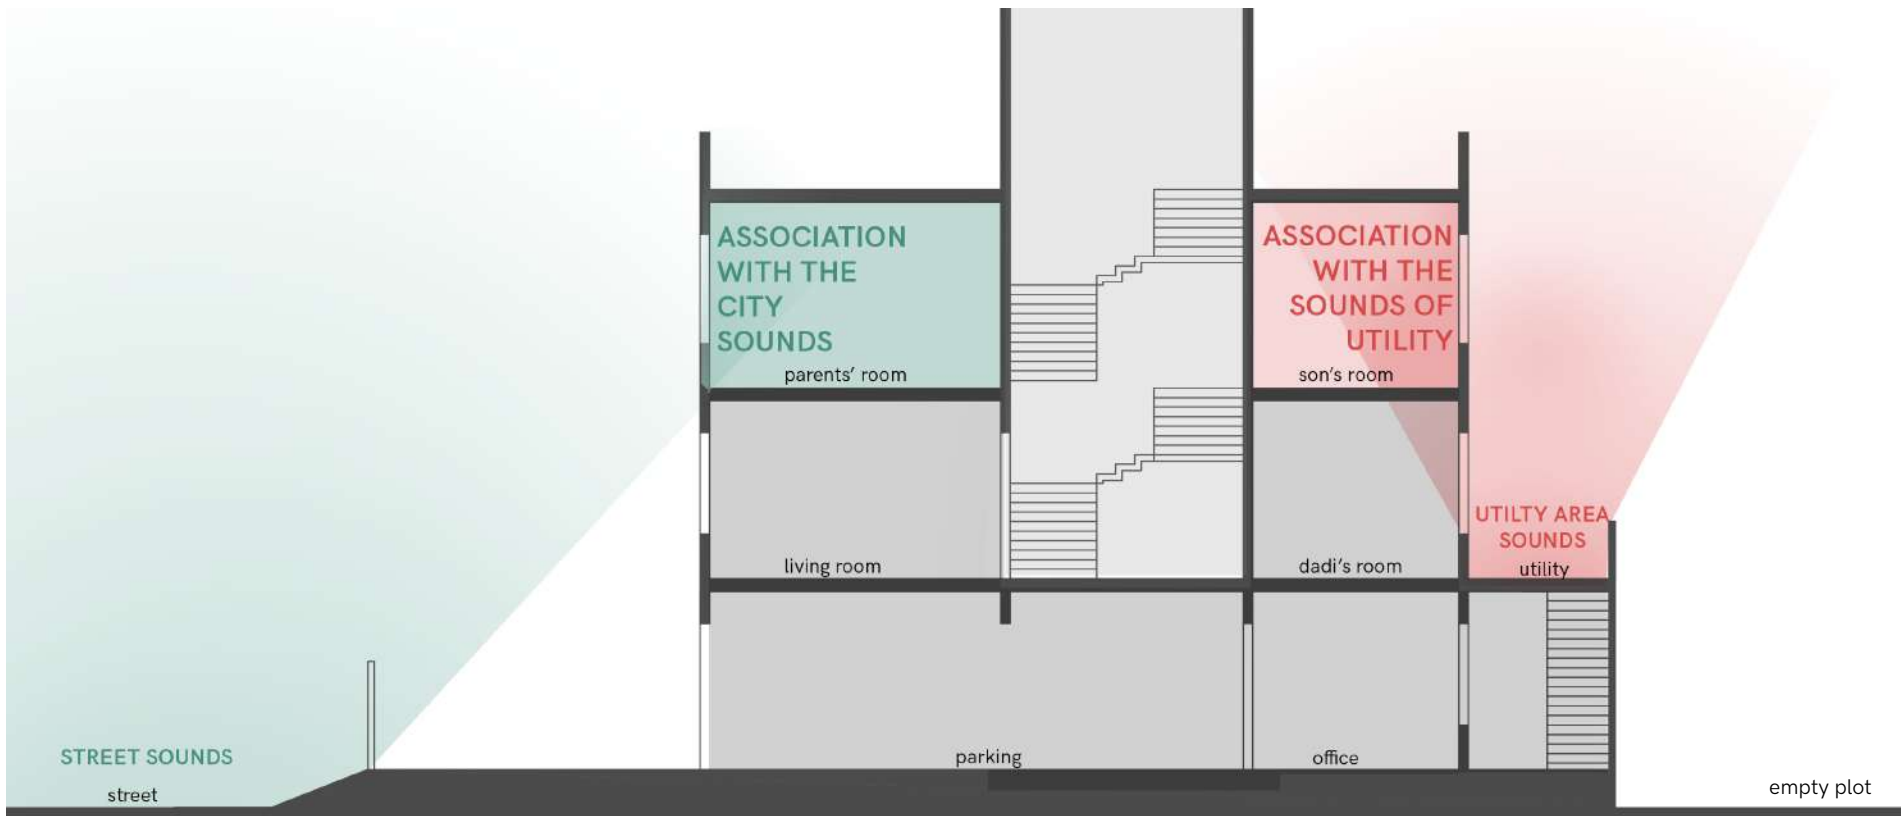 ASSOCIATION
WITH THE
CITY
SOUNDS
parents' room
ASSOCIATION
WITH THE
SOUNDS OF
UTILITY
son's room
living room
dadi's room
UTILTY AREA
SOUNDS
utility
STREET SOUNDS
street
parking
office
empty plot